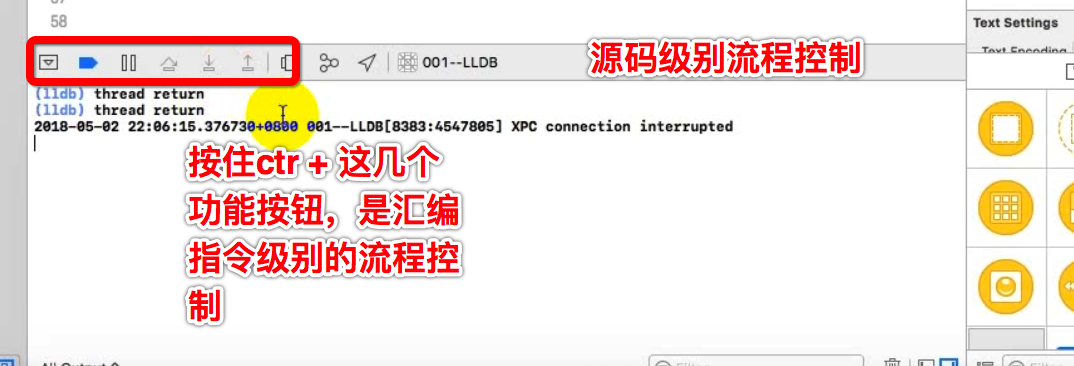 58
Text Settings
Text Encoding
001--LLDB
源码级别流程控制
(lldb) thread return
(lldb) thread return
2018-05-02 22:06:15.376730+0800 001--LLDB[8383:4547805] XPC connection interrupted
按住ctr + 这几个
功能按钮，是汇编
指令级别的流程控
制
All Output
Filter
Filter